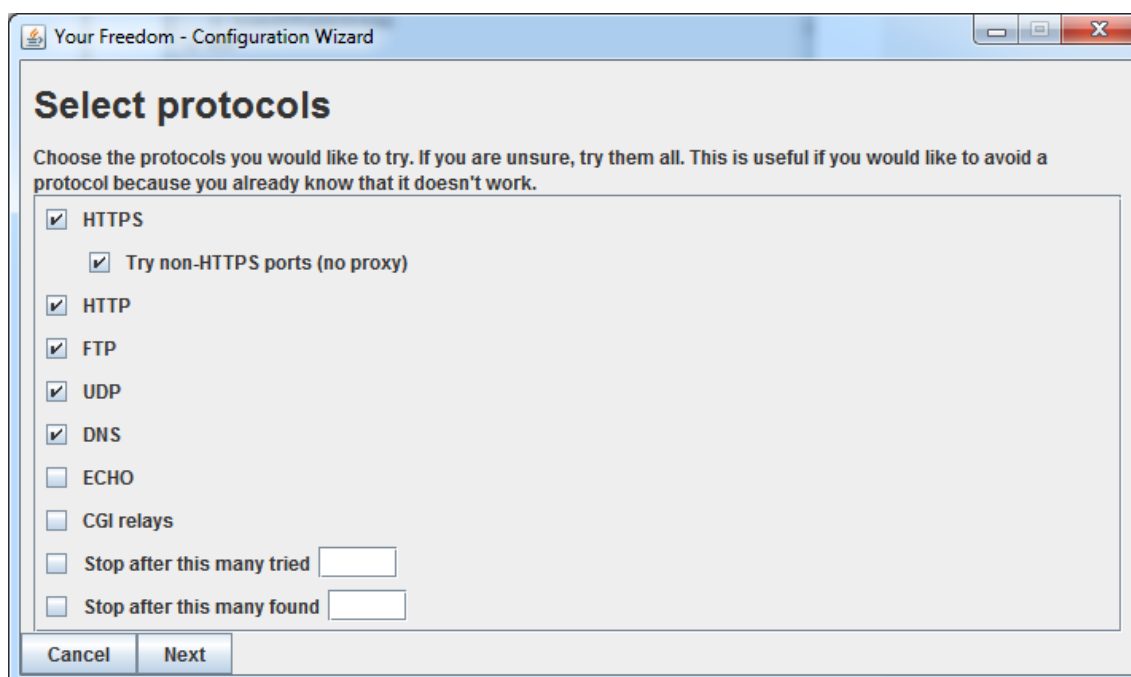 Your Freedom - Configuration Wizard
Select protocols
Choose the protocols you would like to try. If you are unsure, try them all. This is useful if you would like to avoid a
protocol because you already know that it doesn't work.
HTTPS
Try non-HTTPS ports (no proxy)
HTTP
FTP
UDP
DNS
ECHO
CGI relays
Stop after this many tried
Stop after this many found
Cancel Next